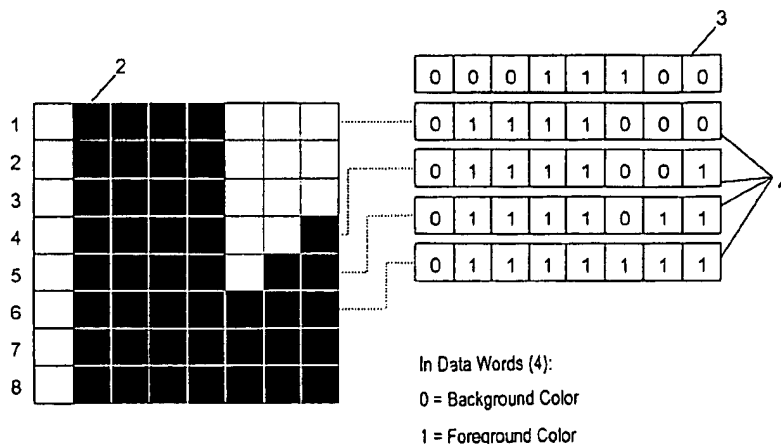 3
2
0 0 0 1 1 1 0 0
1
0 1 1 1 1 0 0 0
2
3
0 1 1 1 1 0 0 1
4
4
0 1 1 1 1 0 1 1
5
6
0 1 1 1 1 1 1 1
7
8
In Data Words (4):
0 = Background Color
1 = Foreground Color